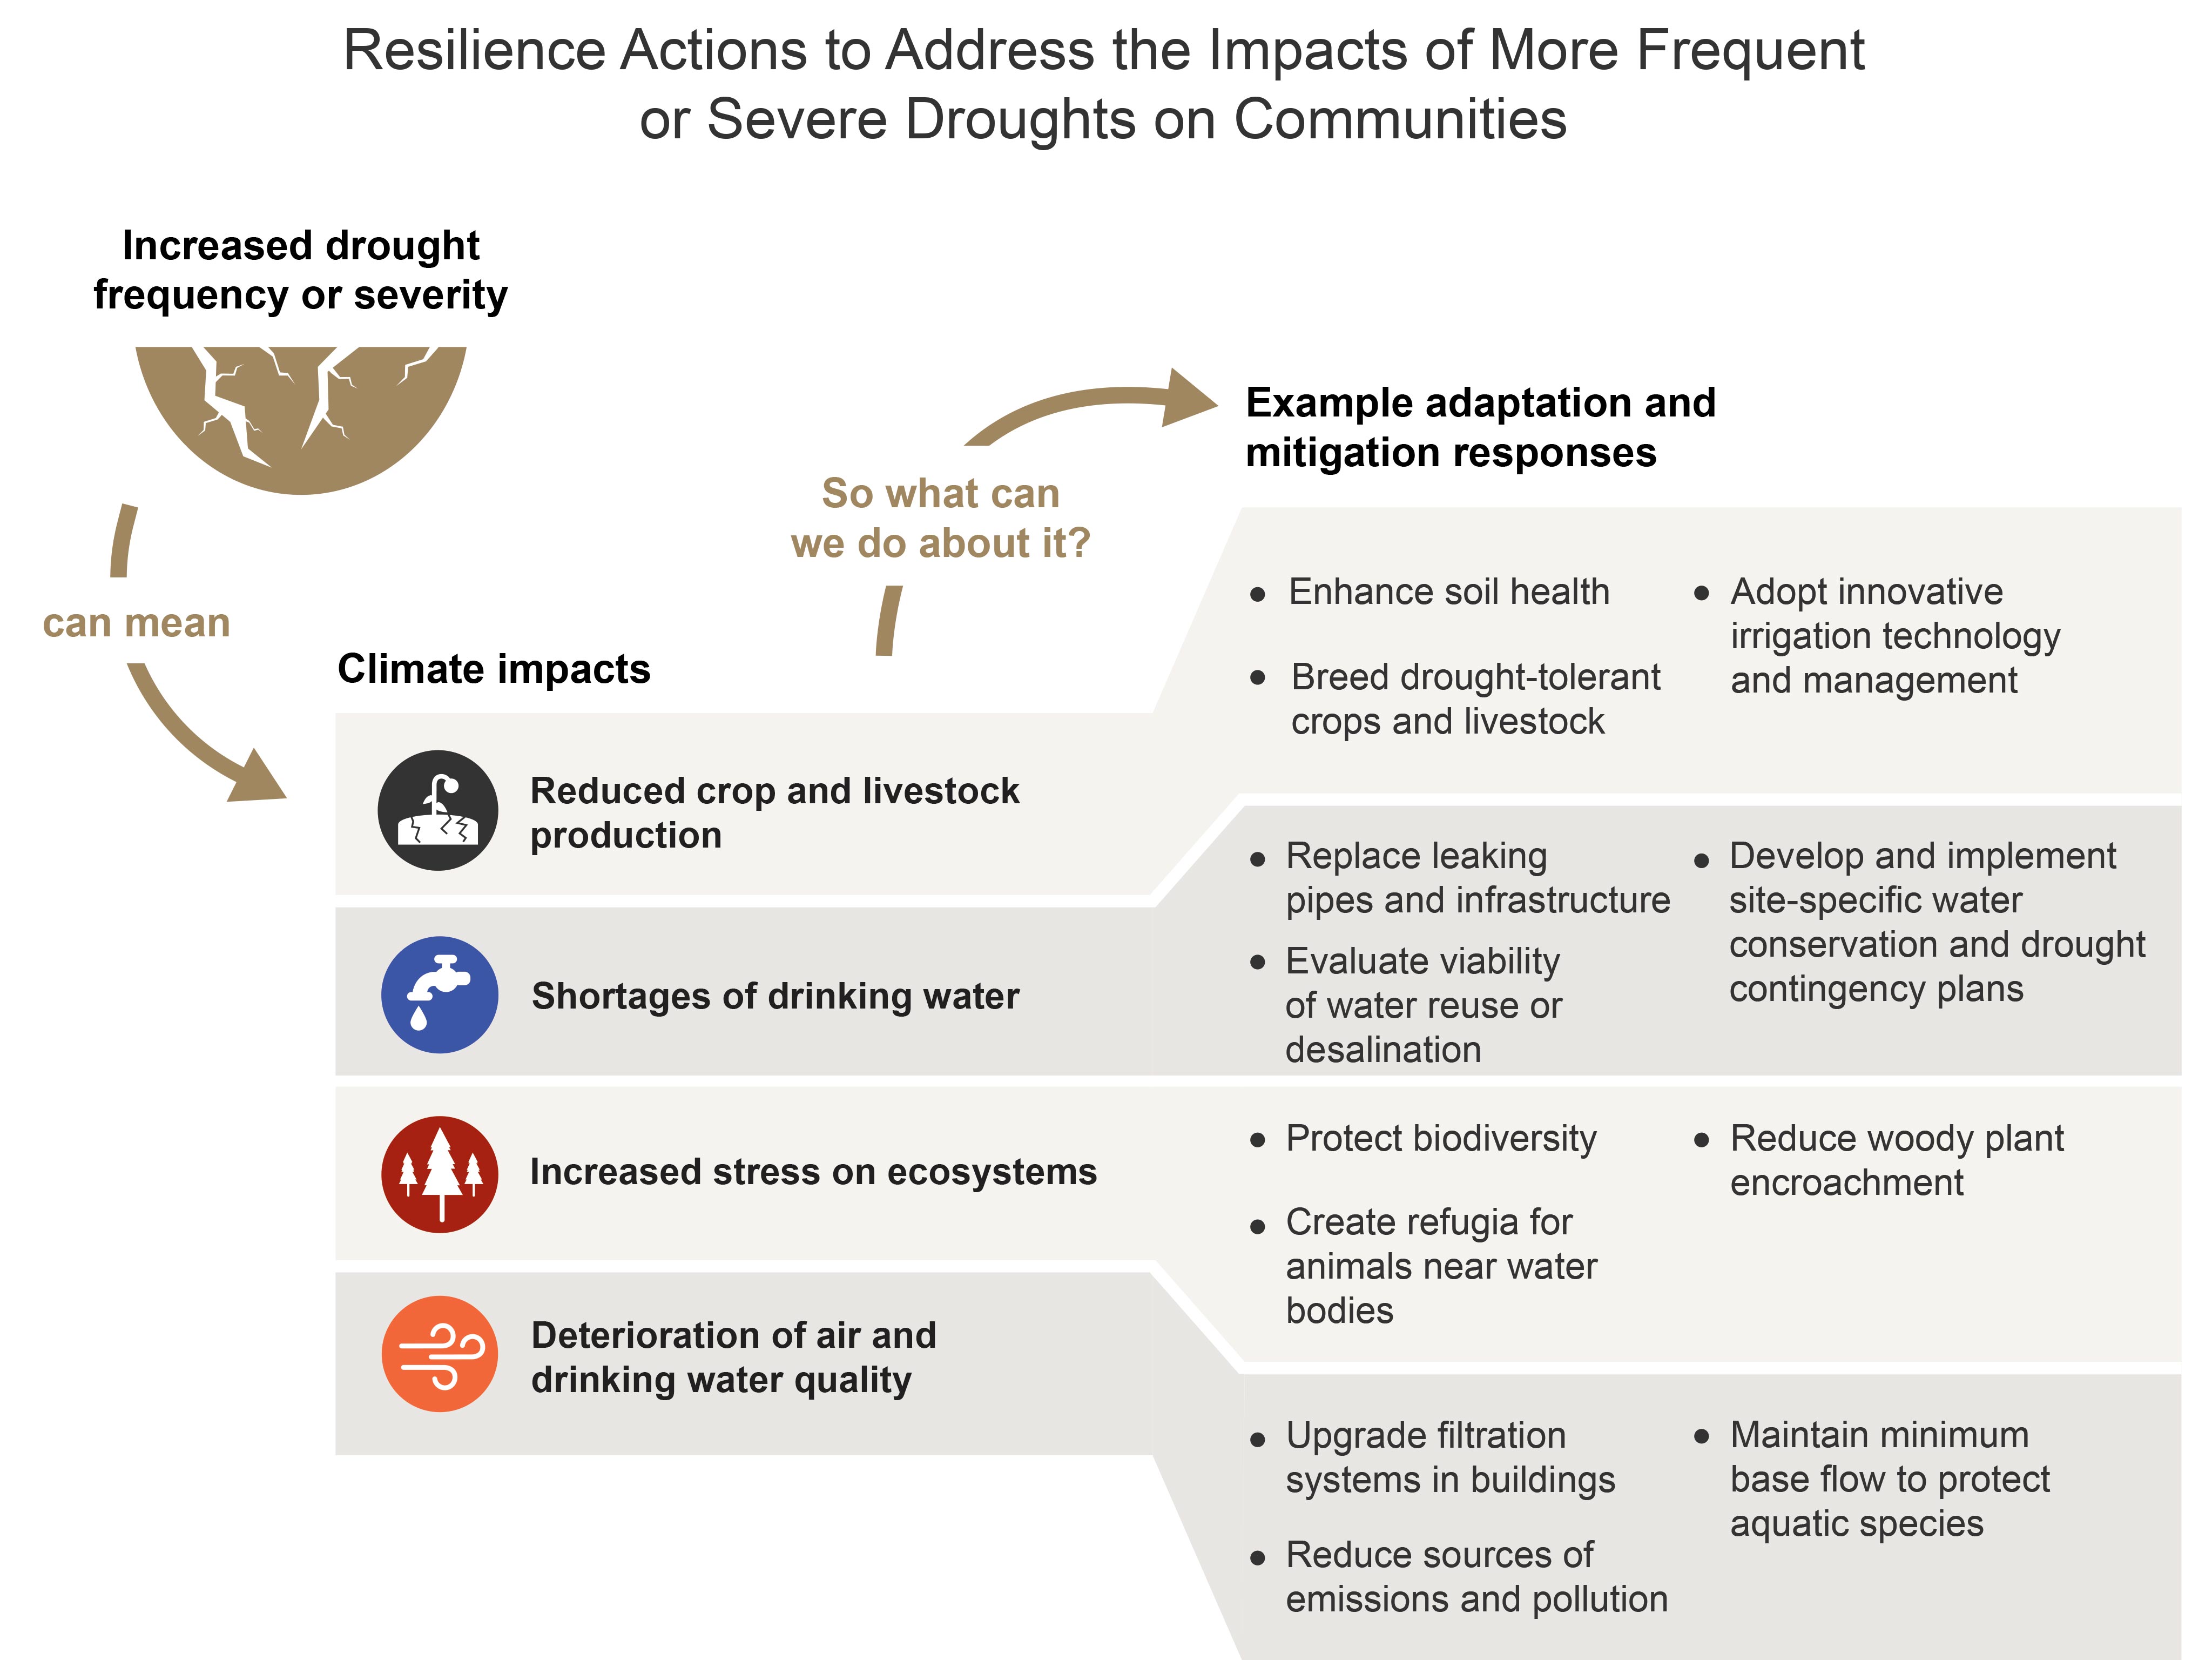 Resilience Actions to Address the Impacts of More Frequent
or Severe Droughts on Communities
Increased drought
frequency or severity
can mean
Climate impacts
So what can
we do about it?
Example adaptation and
mitigation responses
Reduced crop and livestock
production
• Enhance soil health
• Breed drought-tolerant
crops and livestock
• Adopt innovative
irrigation technology
and management
Shortages of drinking water
• Replace leaking
pipes and infrastructure
• Evaluate viability
of water reuse or
desalination
• Develop and implement
site-specific water
conservation and drought
contingency plans
Increased stress on ecosystems
• Protect biodiversity
• Create refugia for
animals near water
bodies
• Reduce woody plant
encroachment
Deterioration of air and
drinking water quality
• Upgrade filtration
systems in buildings
• Reduce sources of
emissions and pollution
• Maintain minimum
base flow to protect
aquatic species